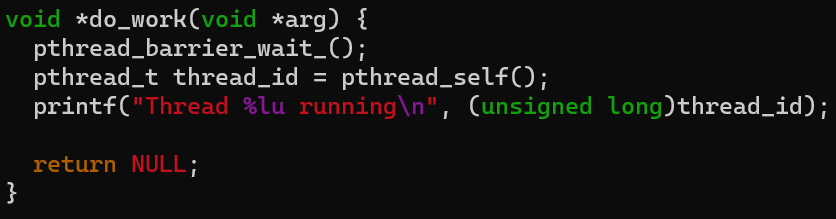 void *do_work(void *arg) {
  pthread_barrier_wait_();
  pthread_t thread_id = pthread_self();
  printf("Thread %lu running\n", (unsigned long)thread_id);

  return NULL;
}